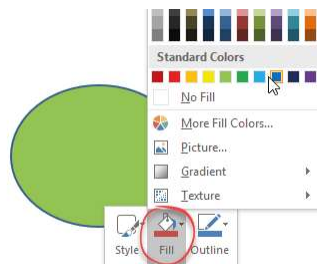 Standard Colors
No Fill
More Fill Colors...
Picture...
Gradient
Texture
Style Fill Outline